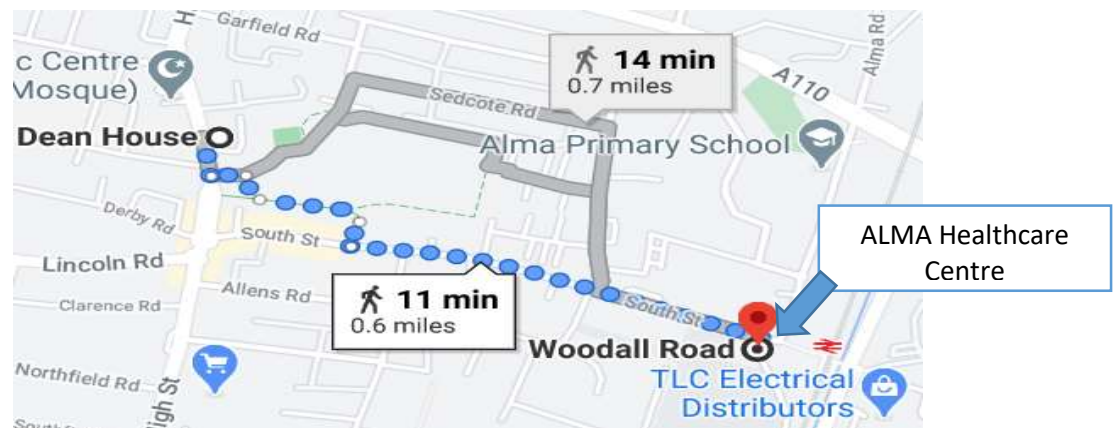 H
Garfield Rd
14 min
0.7 miles
Alma Rd
c Centre
Mosque)
A110
Sedcote Rd
Dean House
Alma Primary School
Derby Rd
South St
ALMA Healthcare
Centre
Lincoln Rd
Allens Rd
11 min
0.6 miles
Clarence Rd
South St
Woodall Road
TLC Electrical
Distributors
Northfield Rd
igh St